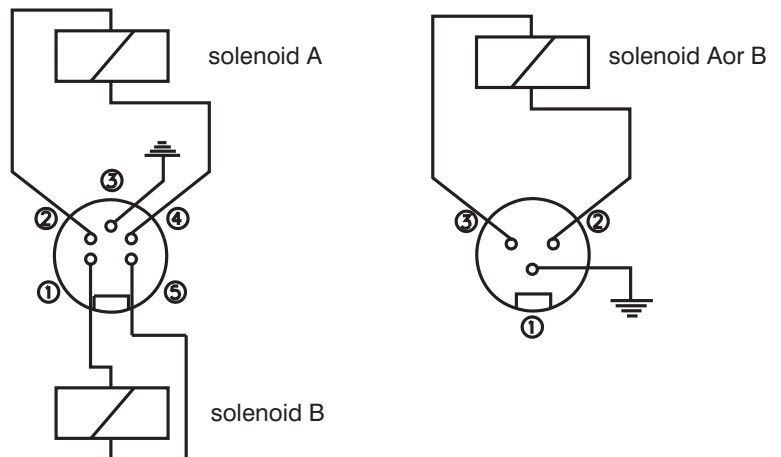 solenoid A
③
② ④
① ⑤
solenoid B
solenoid Aor B
③ ②
①